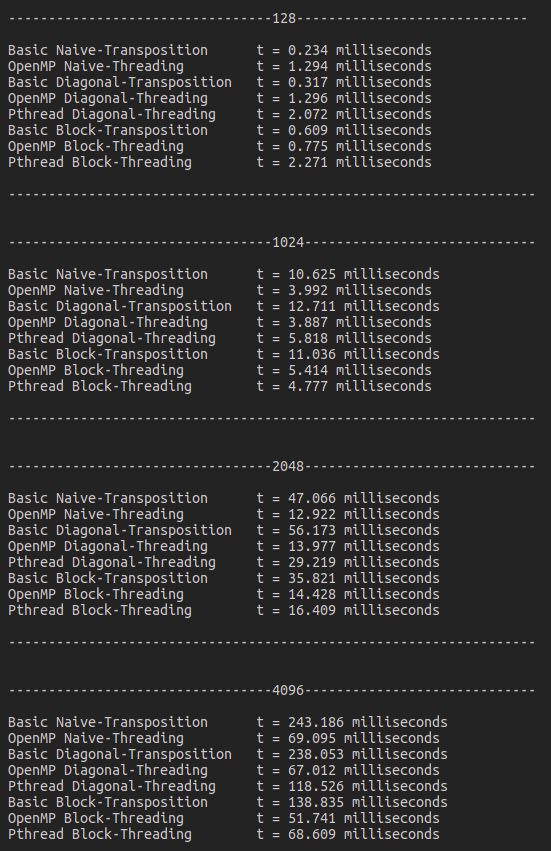 ---------------------------------128-----------------------------
Basic Naive-Transposition      t = 0.234 milliseconds
OpenMP Naive-Threading         t = 1.294 milliseconds
Basic Diagonal-Transposition   t = 0.317 milliseconds
OpenMP Diagonal-Threading      t = 1.296 milliseconds
Pthread Diagonal-Threading     t = 2.072 milliseconds
Basic Block-Transposition      t = 0.609 milliseconds
OpenMP Block-Threading         t = 0.775 milliseconds
Pthread Block-Threading        t = 2.271 milliseconds
------------------------------------------------------------------
---------------------------------1024-----------------------------
Basic Naive-Transposition      t = 10.625 milliseconds
OpenMP Naive-Threading         t = 3.992 milliseconds
Basic Diagonal-Transposition   t = 12.711 milliseconds
OpenMP Diagonal-Threading      t = 3.887 milliseconds
Pthread Diagonal-Threading     t = 5.818 milliseconds
Basic Block-Transposition      t = 11.036 milliseconds
OpenMP Block-Threading         t = 5.414 milliseconds
Pthread Block-Threading        t = 4.777 milliseconds
------------------------------------------------------------------
---------------------------------2048-----------------------------
Basic Naive-Transposition      t = 47.066 milliseconds
OpenMP Naive-Threading         t = 12.922 milliseconds
Basic Diagonal-Transposition   t = 56.173 milliseconds
OpenMP Diagonal-Threading      t = 13.977 milliseconds
Pthread Diagonal-Threading     t = 29.219 milliseconds
Basic Block-Transposition      t = 35.821 milliseconds
OpenMP Block-Threading         t = 14.428 milliseconds
Pthread Block-Threading        t = 16.409 milliseconds
------------------------------------------------------------------
---------------------------------4096-----------------------------
Basic Naive-Transposition      t = 243.186 milliseconds
OpenMP Naive-Threading         t = 69.095 milliseconds
Basic Diagonal-Transposition   t = 238.053 milliseconds
OpenMP Diagonal-Threading      t = 67.012 milliseconds
Pthread Diagonal-Threading     t = 118.526 milliseconds
Basic Block-Transposition      t = 138.835 milliseconds
OpenMP Block-Threading         t = 51.741 milliseconds
Pthread Block-Threading        t = 68.609 milliseconds